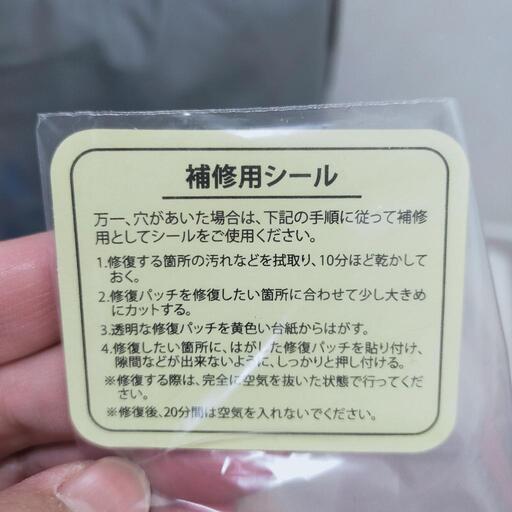 補修用シール
万一、穴があいた場合は、下記の手順に従って補修
用としてシールをご使用ください。
1.修復する箇所の汚れなどを拭取り、10分ほど乾かして
おく。
2.修復パッチを修復したい箇所に合わせて少し大きめ
にカットする。
3.透明な修復パッチを黄色い台紙からはがす。
4.修復したい箇所に、はがした修復パッチを貼り付け、
隙間などが出来ないように、しっかりと押し付ける。
※修復する際は、完全に空気を抜いた状態で行ってくだ
さい。
※修復後、20分間は空気を入れないでください。